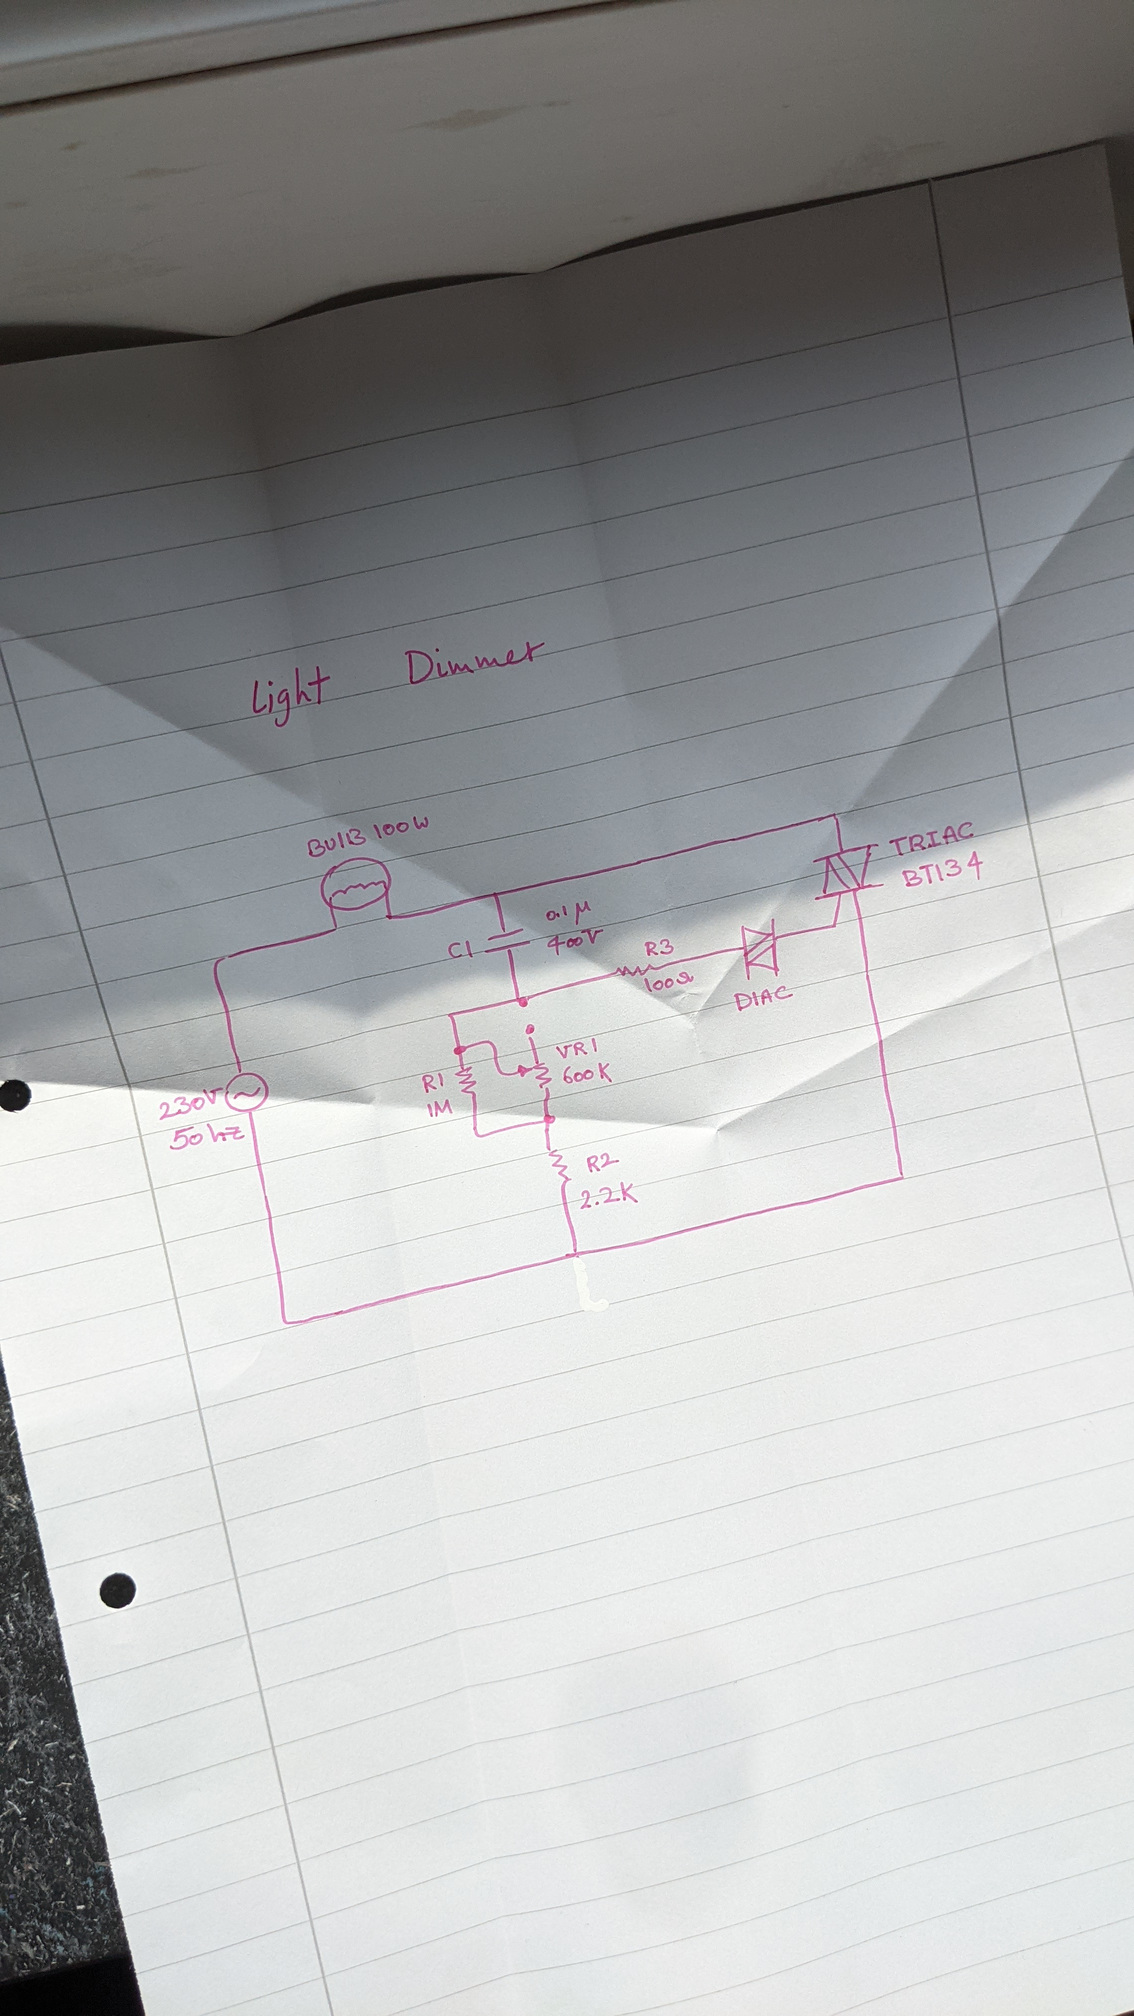 Light Dimmer
BULB 100W
TRIAC
BT134
0.1μ
400V
C1
R3
100Ω
DIAC
VR1
600K
R1
1M
230V
50hz
R2
2.2K